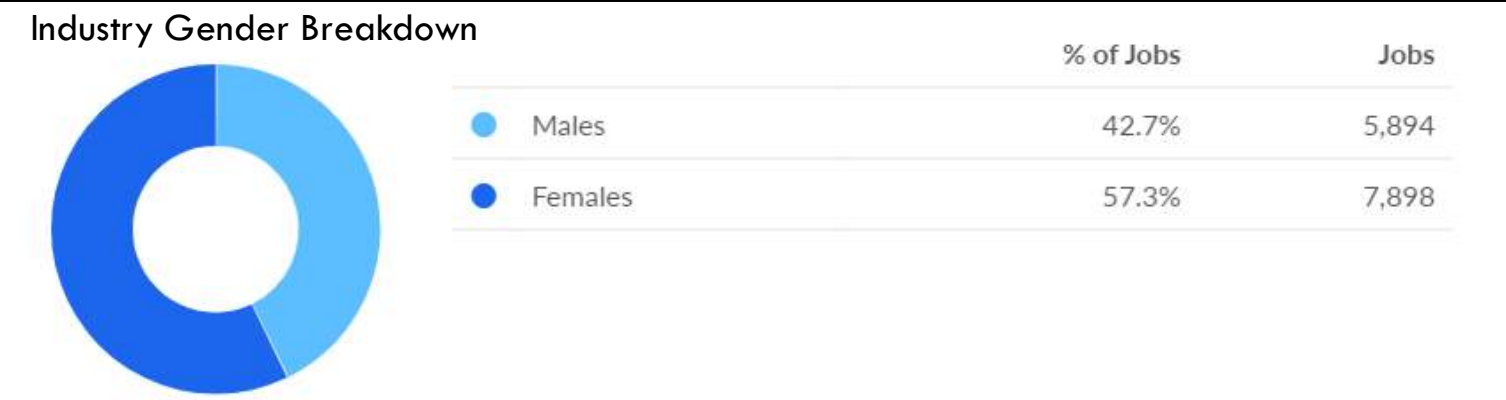 Industry Gender Breakdown
% of Jobs Jobs
Males 42.7% 5,894
Females 57.3% 7,898